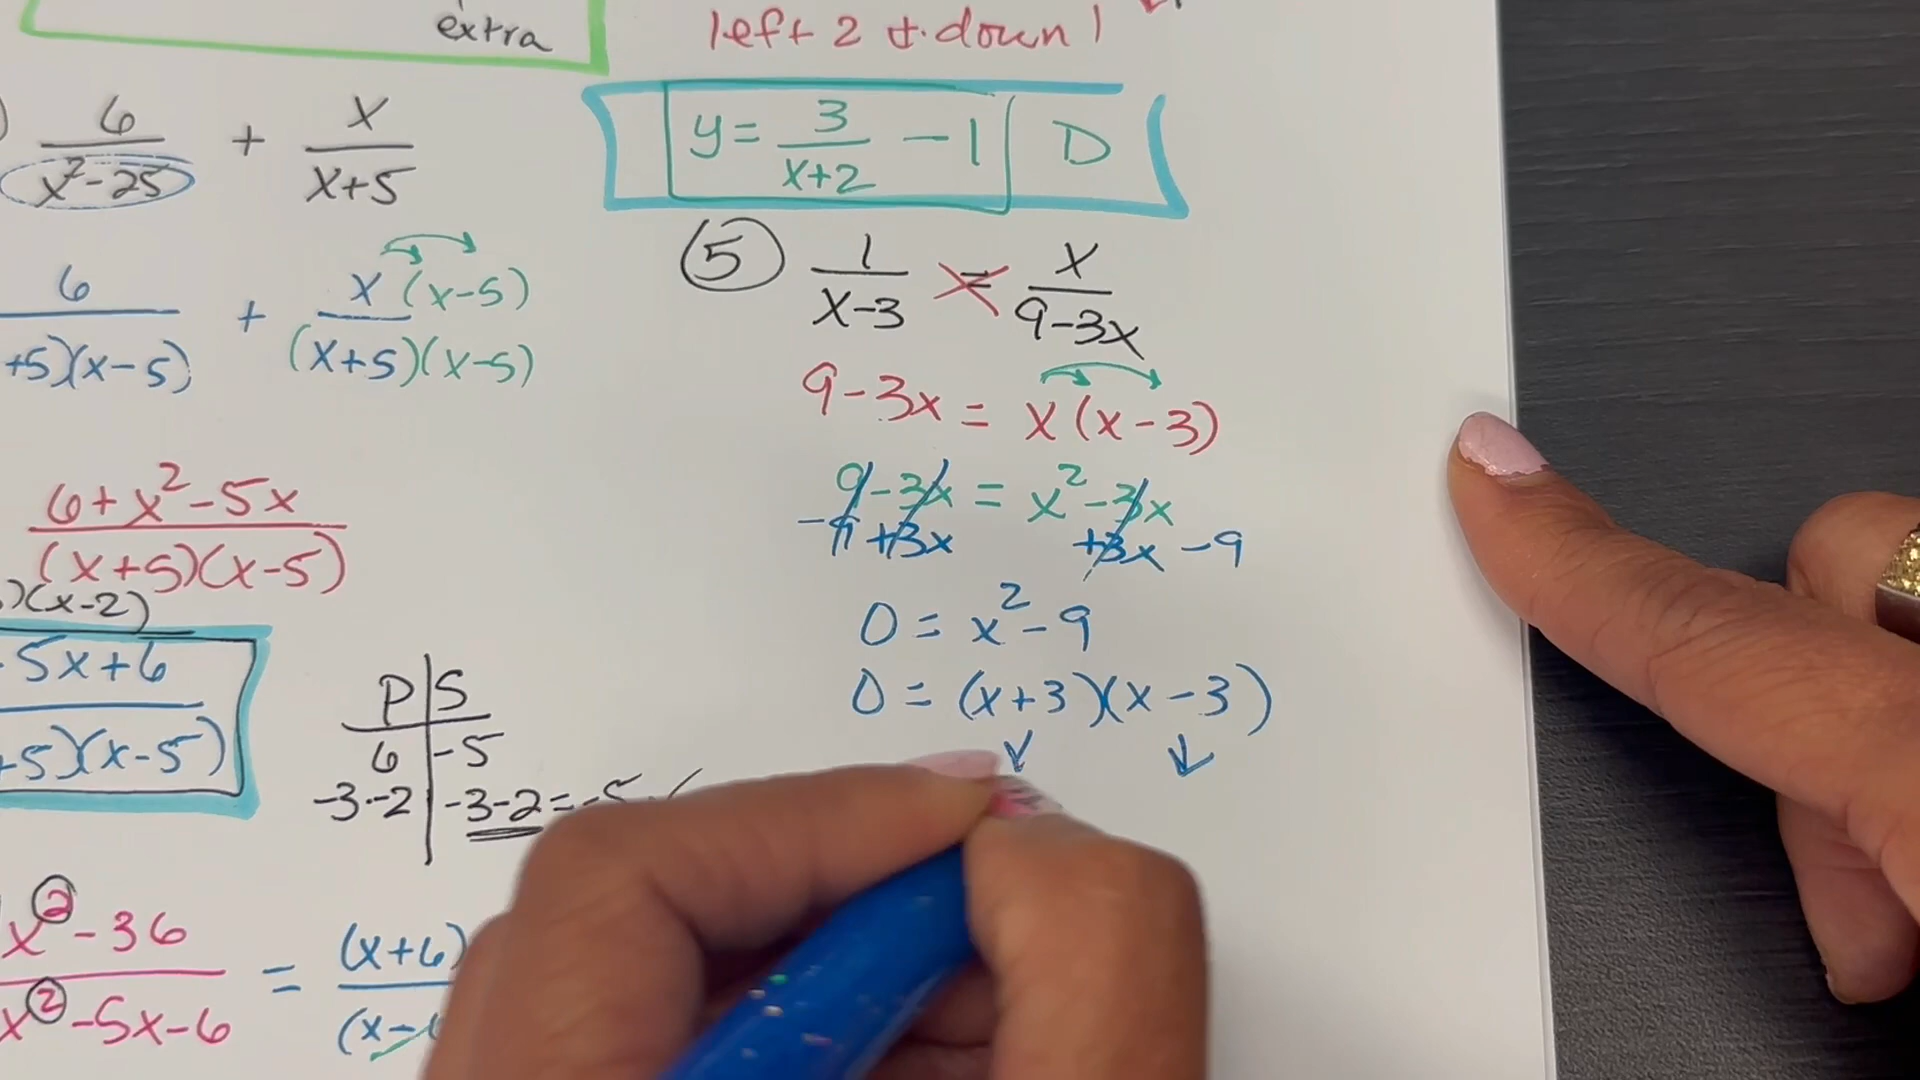 extra
left 2 + down 1
6/x²-25 + x/x+5
y = 3/x+2 - 1 D
6/+5)(x-5) + x(x-5)/(x+5)(x-5)
6+x²-5x/(x+5)(x-5)
)(x-2)
5x+6/+5)(x-5)
P | S
6 | -5
-3·-2 | -3-2=-5
x²-36/x²-5x-6 = (x+6)/(x-
⑤ 1/x-3 = x/9-3x
9-3x = x(x-3)
9-3x = x²-3x
-9+3x +3x-9
0 = x²-9
0 = (x+3)(x-3)